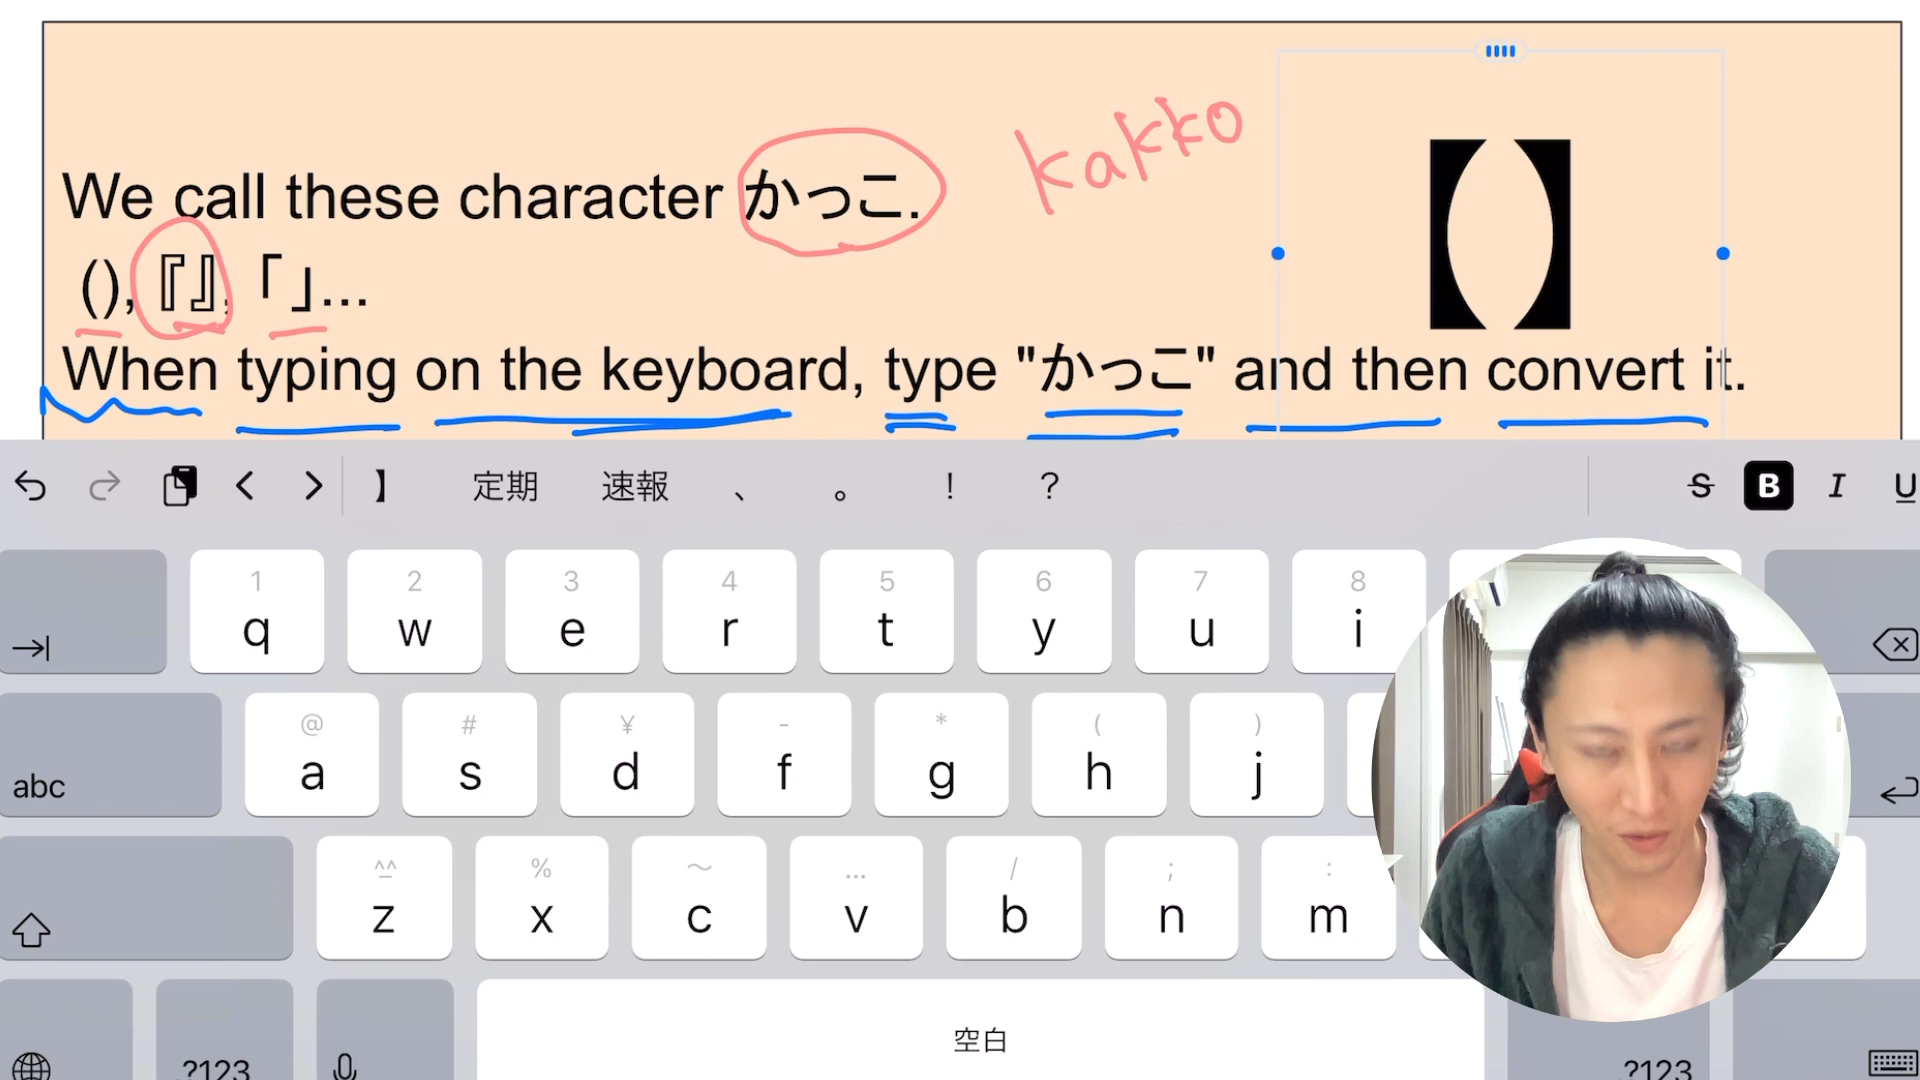 kakko
【】
We call these character かっこ.
(), 『』, 「」...
When typing on the keyboard, type "かっこ" and then convert it.
】 定期 速報 、 。 ! ? S B I U
1 2 3 4 5 6 7 8
q w e r t y u i
@ # ¥ - * ( )
abc a s d f g h j
^^ % 〜 … / ; :
z x c v b n m
.?123 空白 .?123